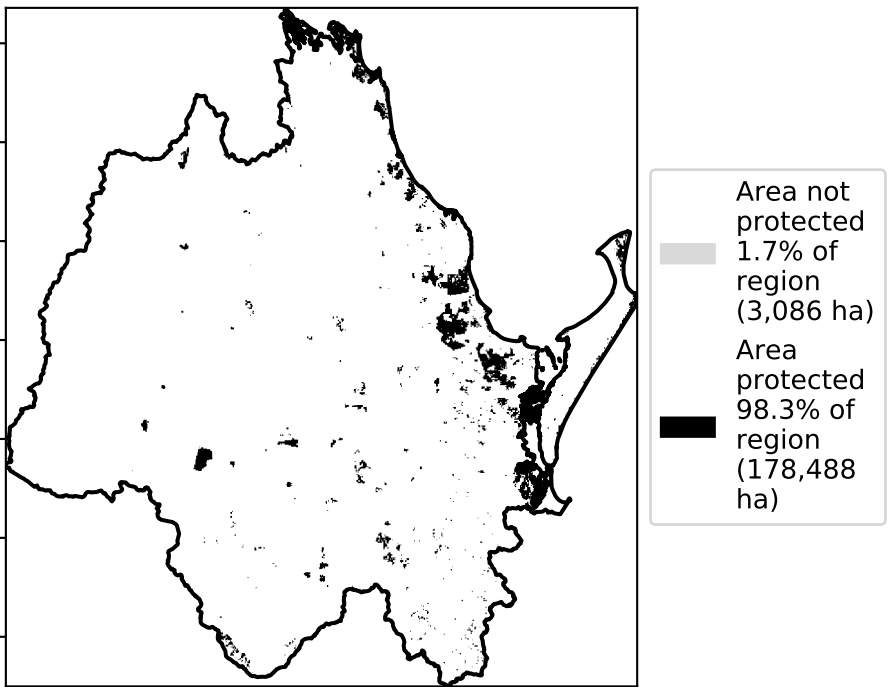 Area not
protected
1.7% of
region
(3,086 ha)
Area
protected
98.3% of
region
(178,488
ha)